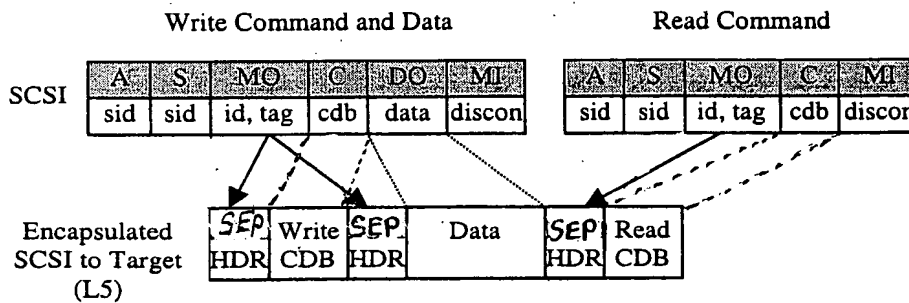 Write Command and Data
Read Command
SCSI
A S MO C DO MI
sid sid id, tag cdb data discon
A S MO C MI
sid sid id, tag cdb discon
Encapsulated
SCSI to Target
(L5)
SEP HDR
Write CDB
SEP HDR
Data
SEP HDR
Read CDB